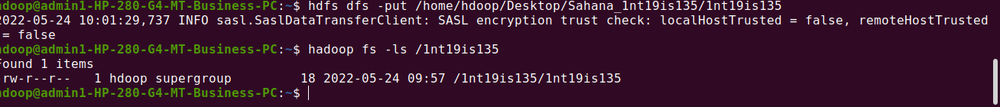 adoop@admin1-HP-280-G4-MT-Business-PC:~$ hdfs dfs -put /home/hdoop/Desktop/Sahana_1nt19is135/1nt19is135
2022-05-24 10:01:29,737 INFO sasl.SaslDataTransferClient: SASL encryption trust check: localHostTrusted = false, remoteHostTrusted
= false
adoop@admin1-HP-280-G4-MT-Business-PC:~$ hadoop fs -ls /1nt19is135
Found 1 items
-rw-r--r--   1 hdoop supergroup         18 2022-05-24 09:57 /1nt19is135/1nt19is135
adoop@admin1-HP-280-G4-MT-Business-PC:~$